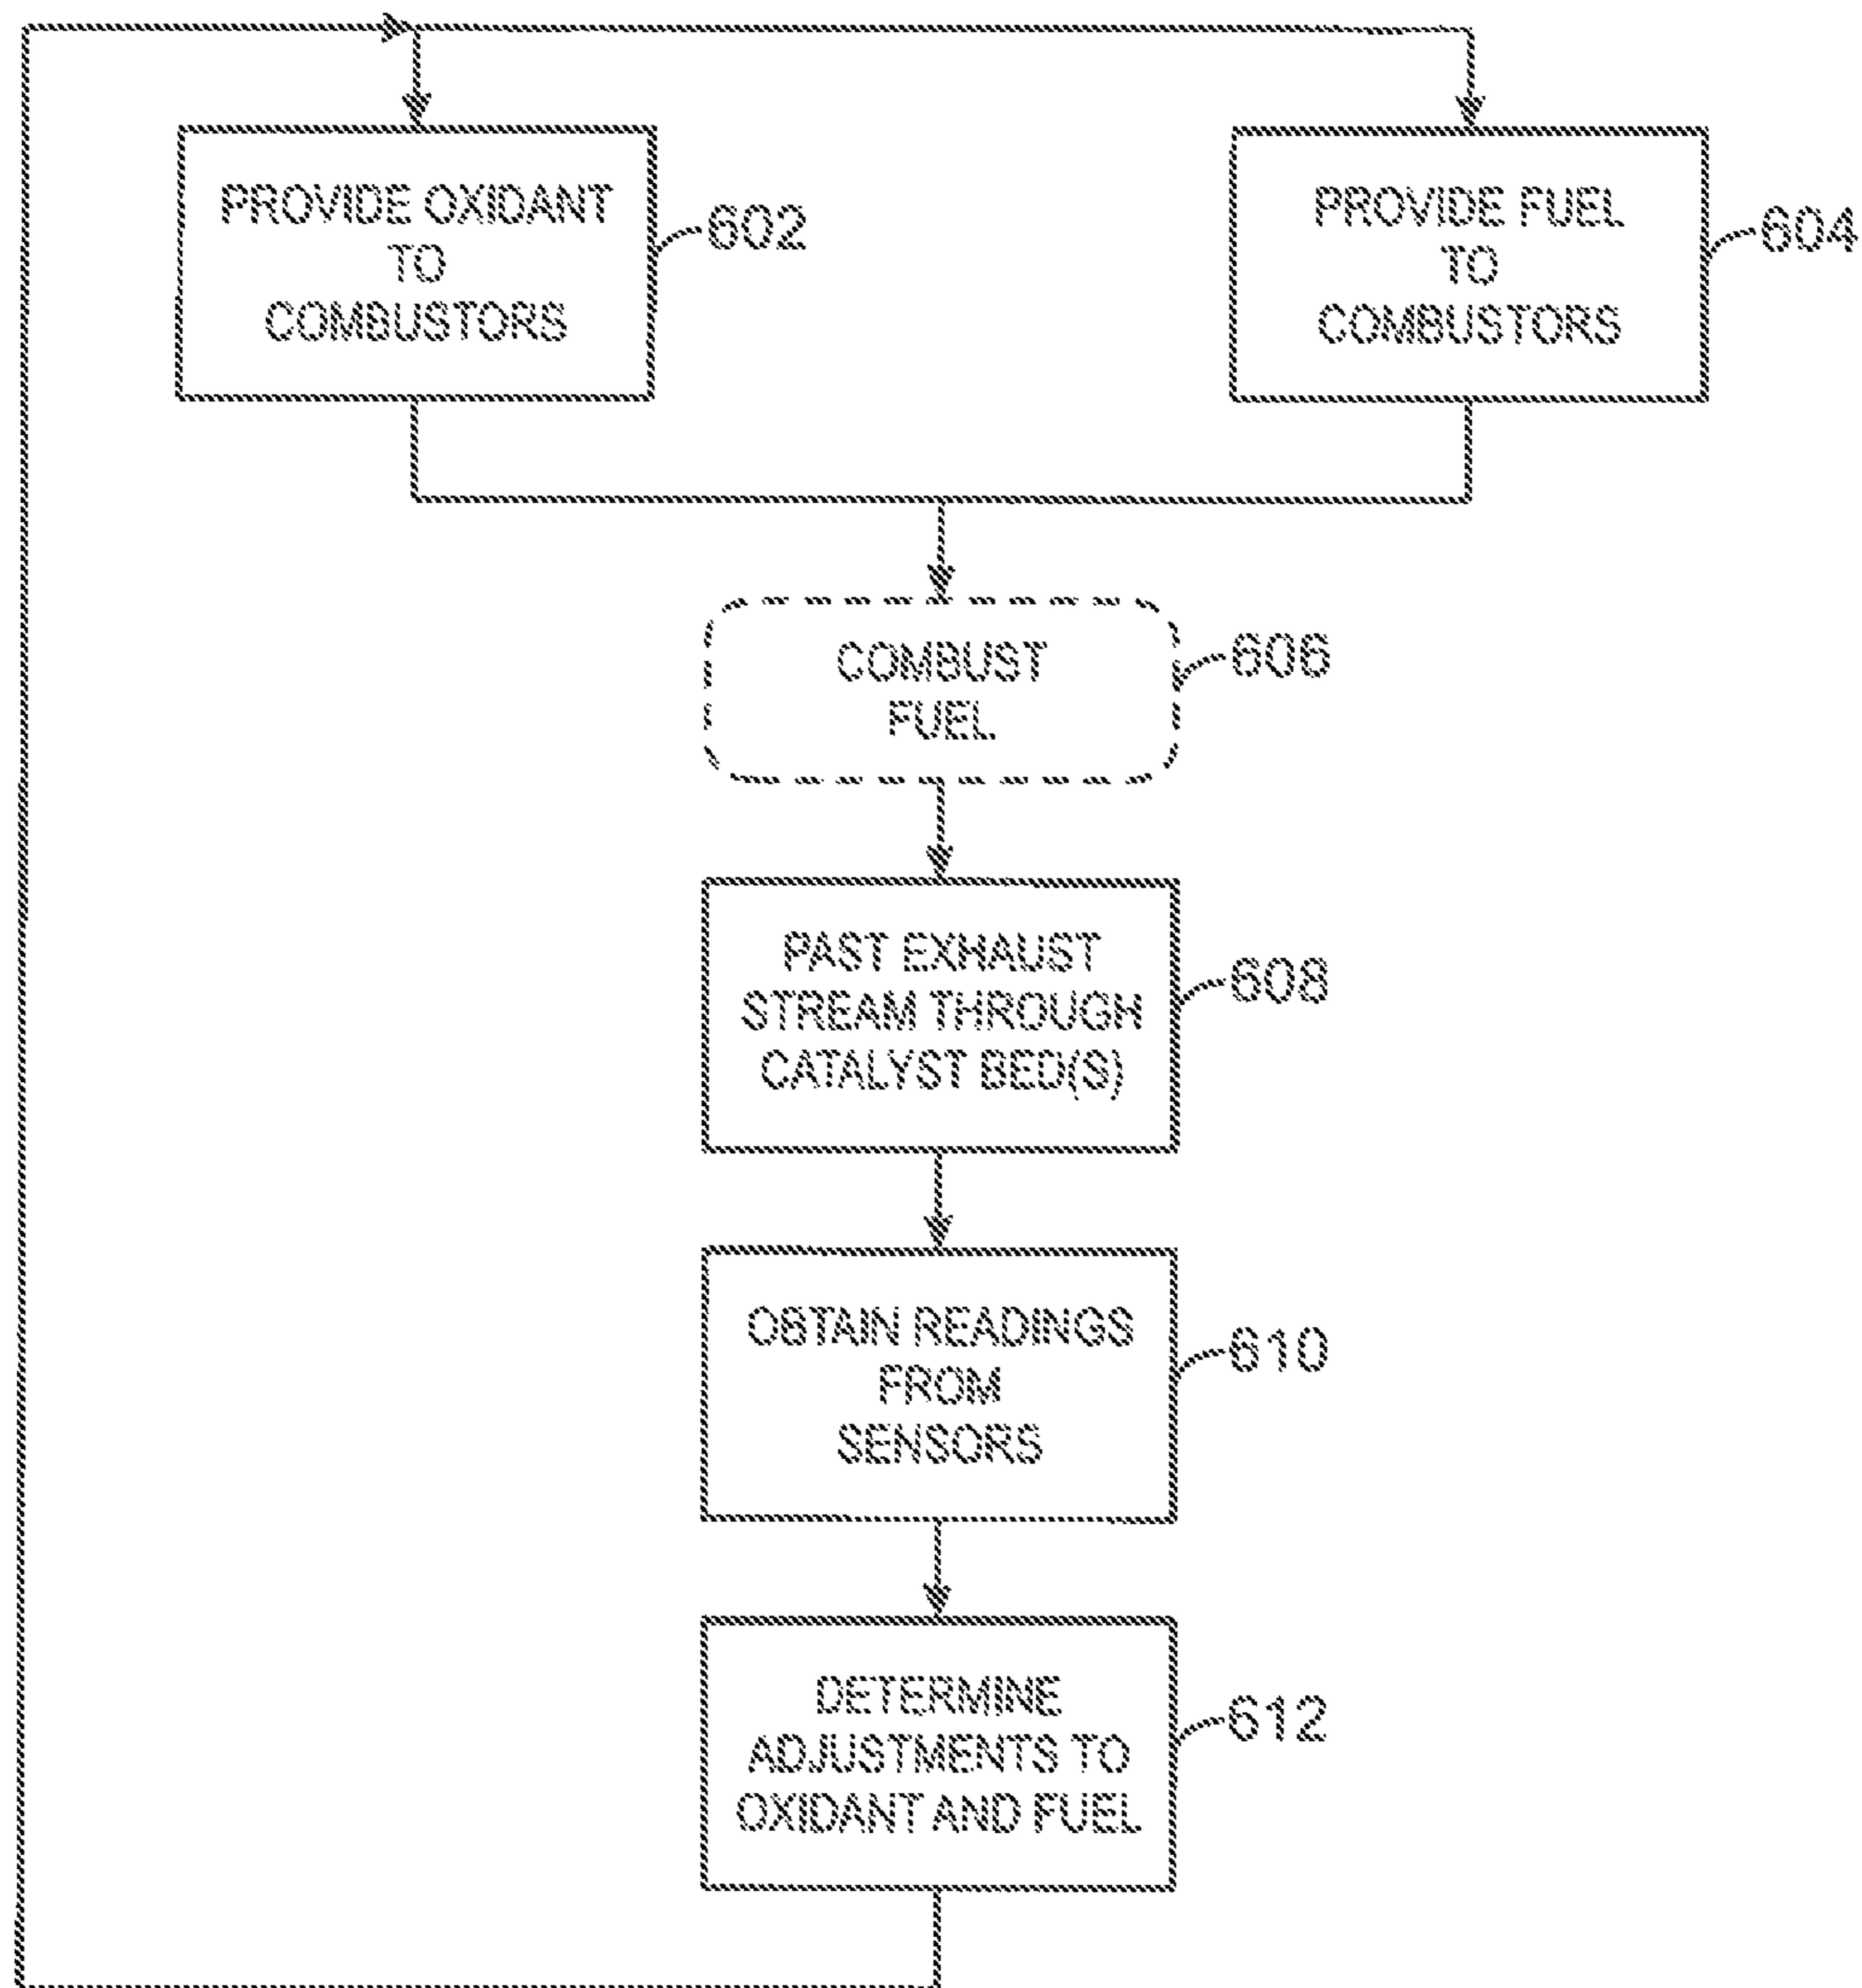 PROVIDE OXIDANT
TO
COMBUSTORS
602
PROVIDE FUEL
TO
COMBUSTORS
604
COMBUST
FUEL
606
PAST EXHAUST
STREAM THROUGH
CATALYST BED(S)
608
OBTAIN READINGS
FROM
SENSORS
610
DETERMINE
ADJUSTMENTS TO
OXIDANT AND FUEL
612